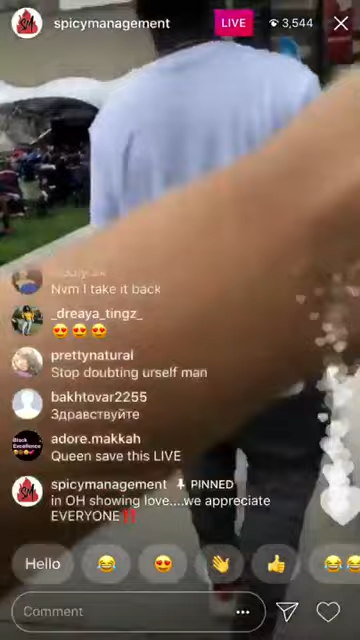 spicymanagement
LIVE
3,544
Nvm I take it back
_dreaya_tingz_
😍😍😍
prettynaturai
Stop doubting urself man
bakhtovar2255
Здравствуйте
adore.makkah
Queen save this LIVE
spicymanagement PINNED
in OH showing love....we appreciate
EVERYONE‼️
Hello 😂 😍 👋 👍 😂😂
Comment